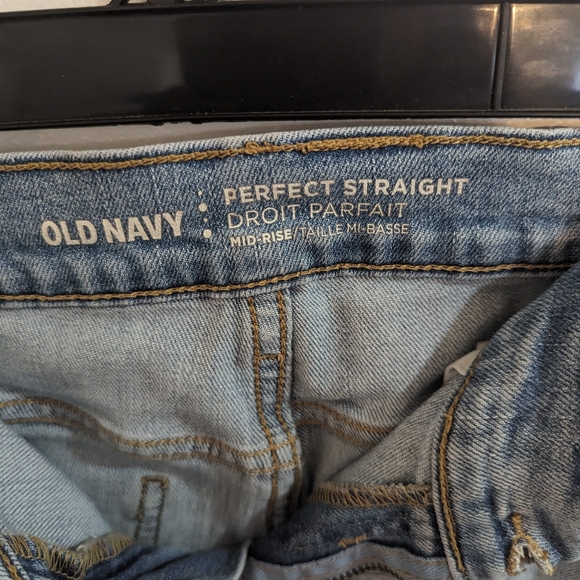 OLD NAVY
PERFECT STRAIGHT
DROIT PARFAIT
MID-RISE/TAILLE MI-BASSE